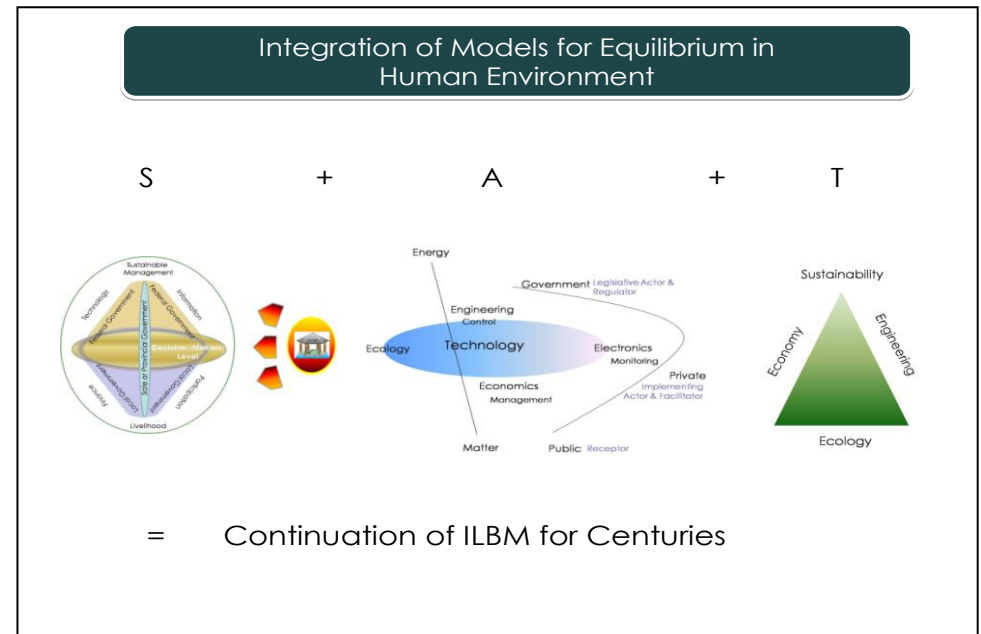 Integration of Models for Equilibrium in
Human Environment
S + A + T
Sustainable
Management
Technology
Information
Federal Government
Federal Government
Sate or Provincial Government
Decision-Maker-
Level
Local Government
Local Government
Finance
Participation
Livelihood
Energy
Government Legislative Actor &
Regulator
Engineering
Control
Ecology
Technology
Electronics
Monitoring
Economics
Management
Private
Implementing
Actor & Facilitator
Matter
Public Receptor
Sustainability
Economy
Engineering
Ecology
= Continuation of ILBM for Centuries